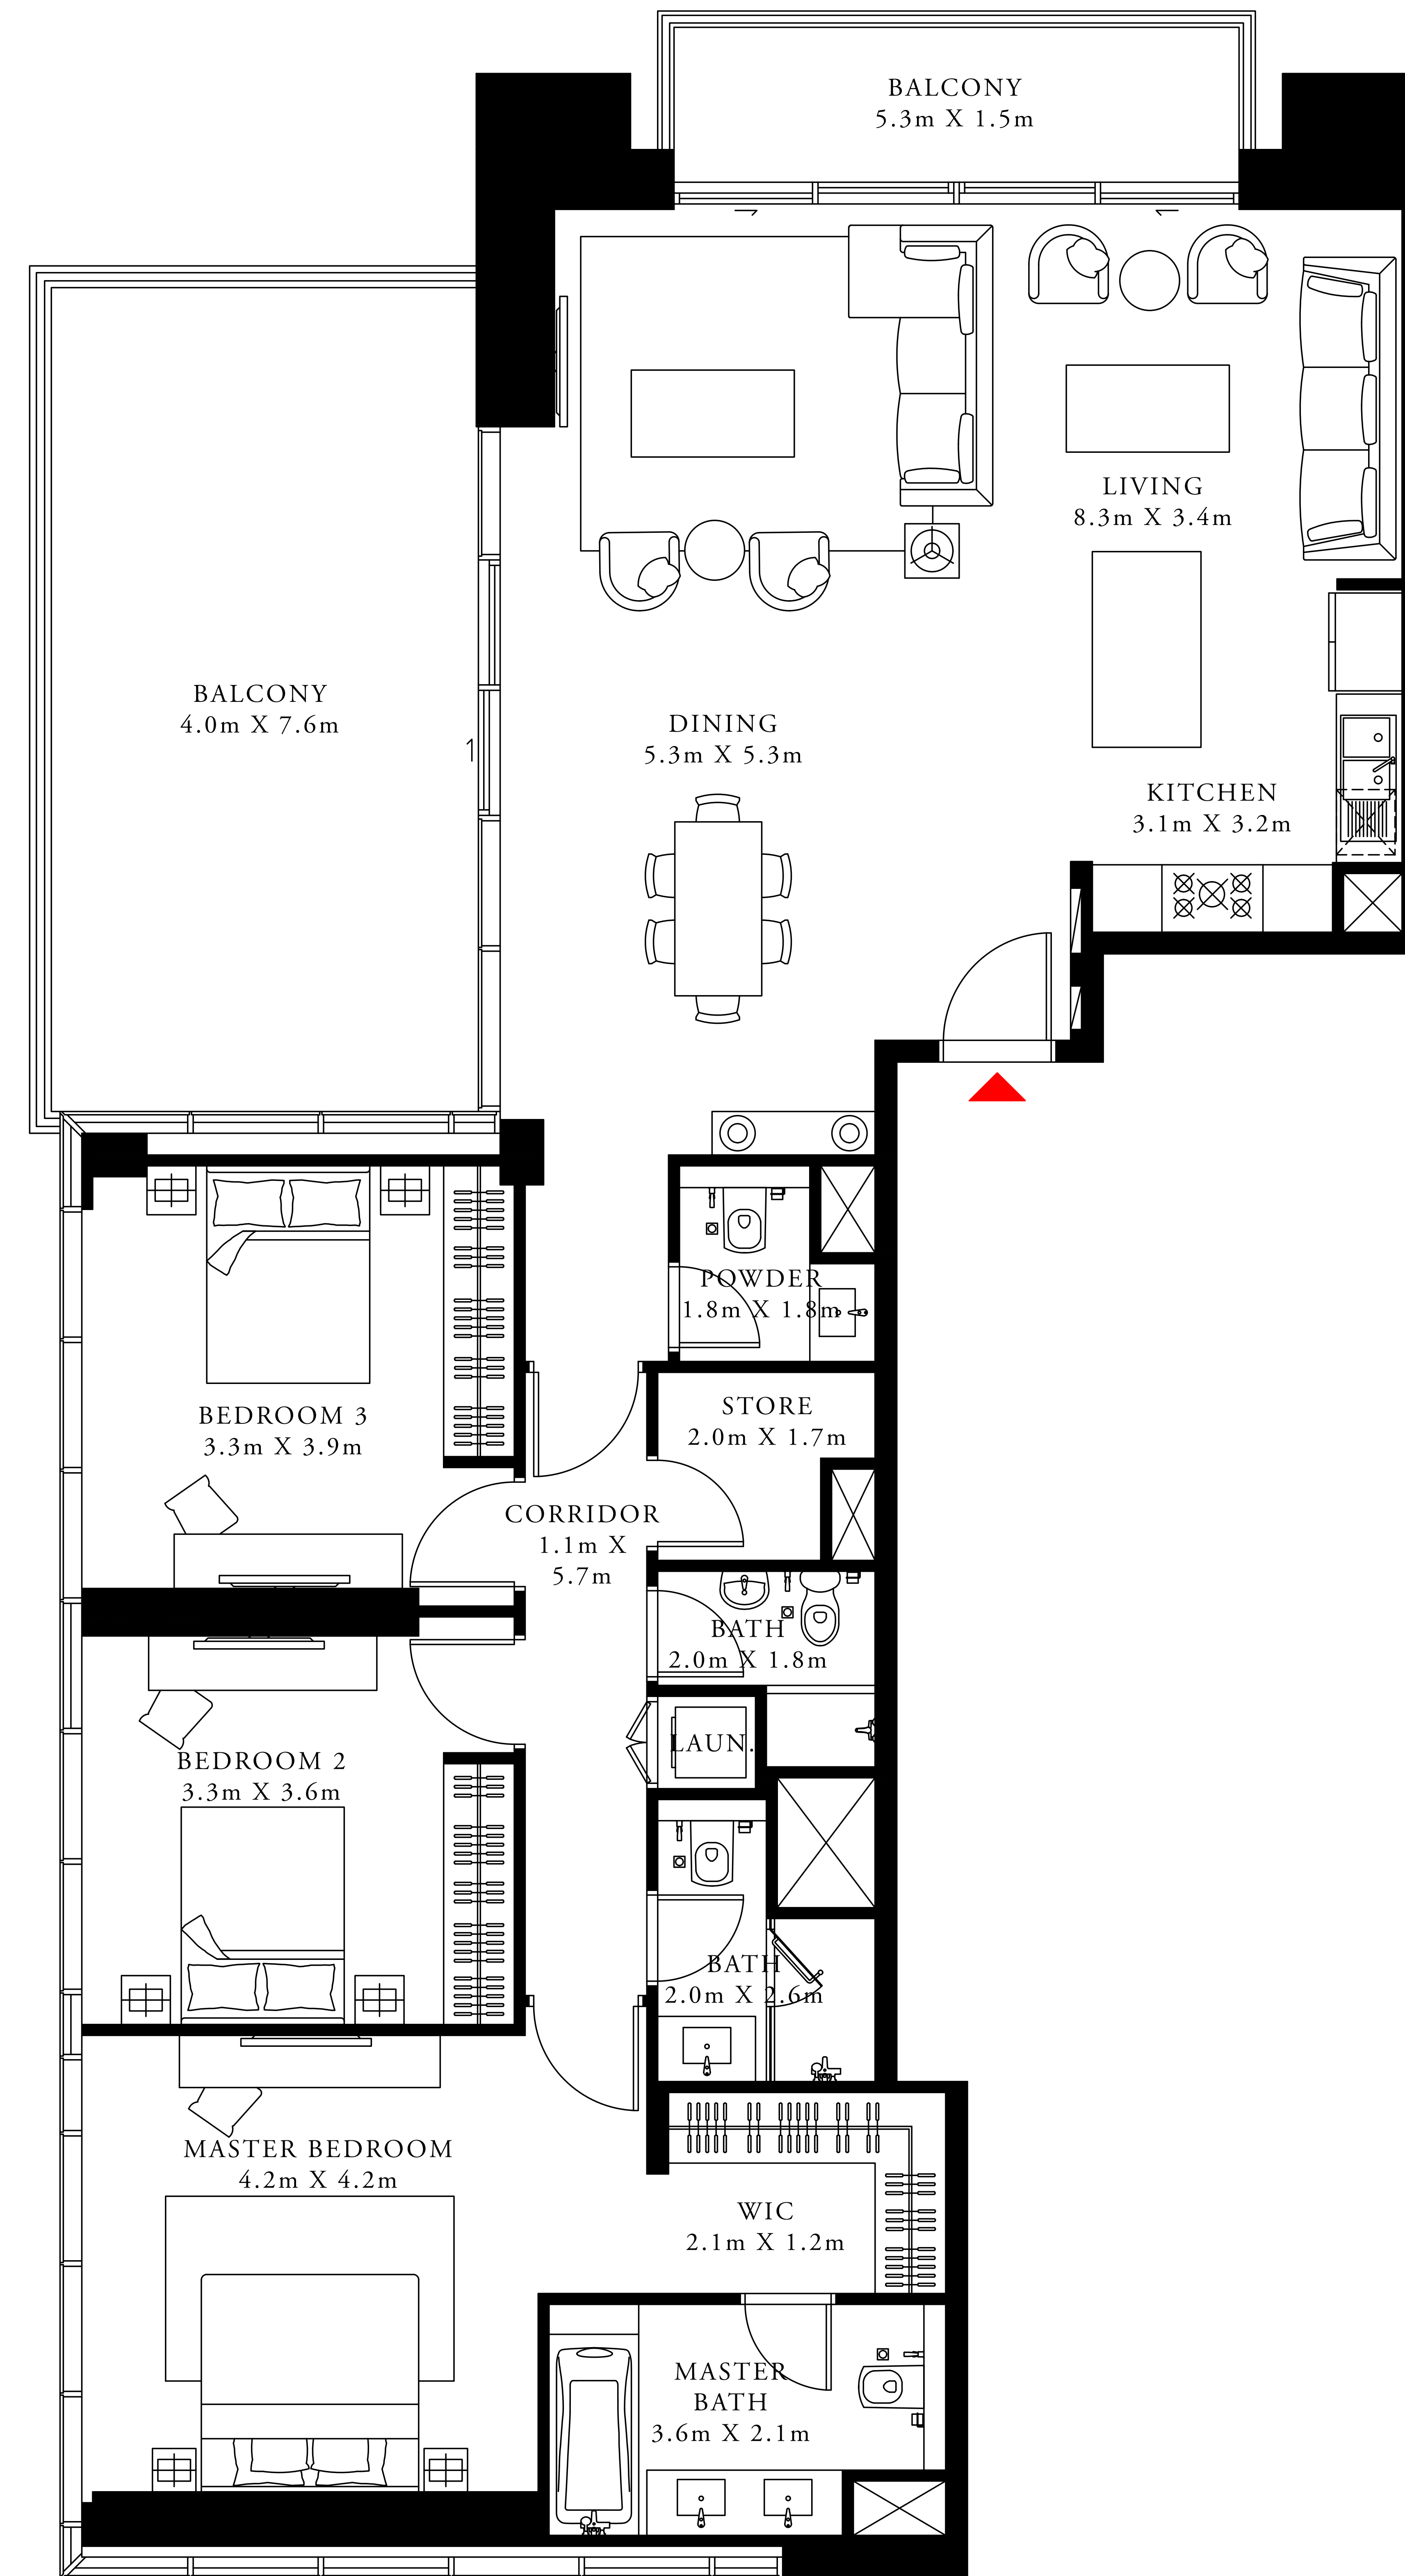 BALCONY
5.3m X 1.5m
LIVING
8.3m X 3.4m
BALCONY
4.0m X 7.6m
DINING
5.3m X 5.3m
KITCHEN
3.1m X 3.2m
POWDER
1.8m X 1.8m
STORE
2.0m X 1.7m
BEDROOM 3
3.3m X 3.9m
CORRIDOR
1.1m X
5.7m
BATH
2.0m X 1.8m
LAUN.
BEDROOM 2
3.3m X 3.6m
BATH
2.0m X 2.6m
MASTER BEDROOM
4.2m X 4.2m
WIC
2.1m X 1.2m
MASTER
BATH
3.6m X 2.1m